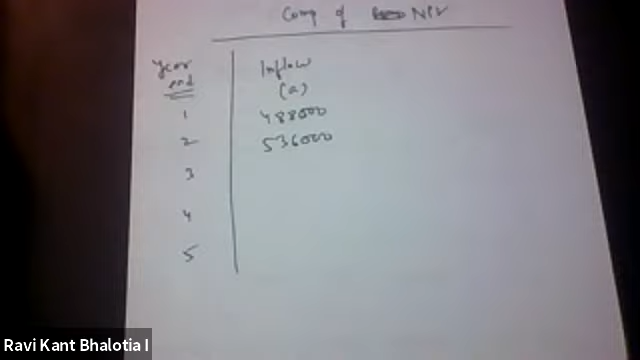 Comp of NPV
Year end
Inflow
(a)
1 488000
2 536000
3
4
5
Ravi Kant Bhalotia I